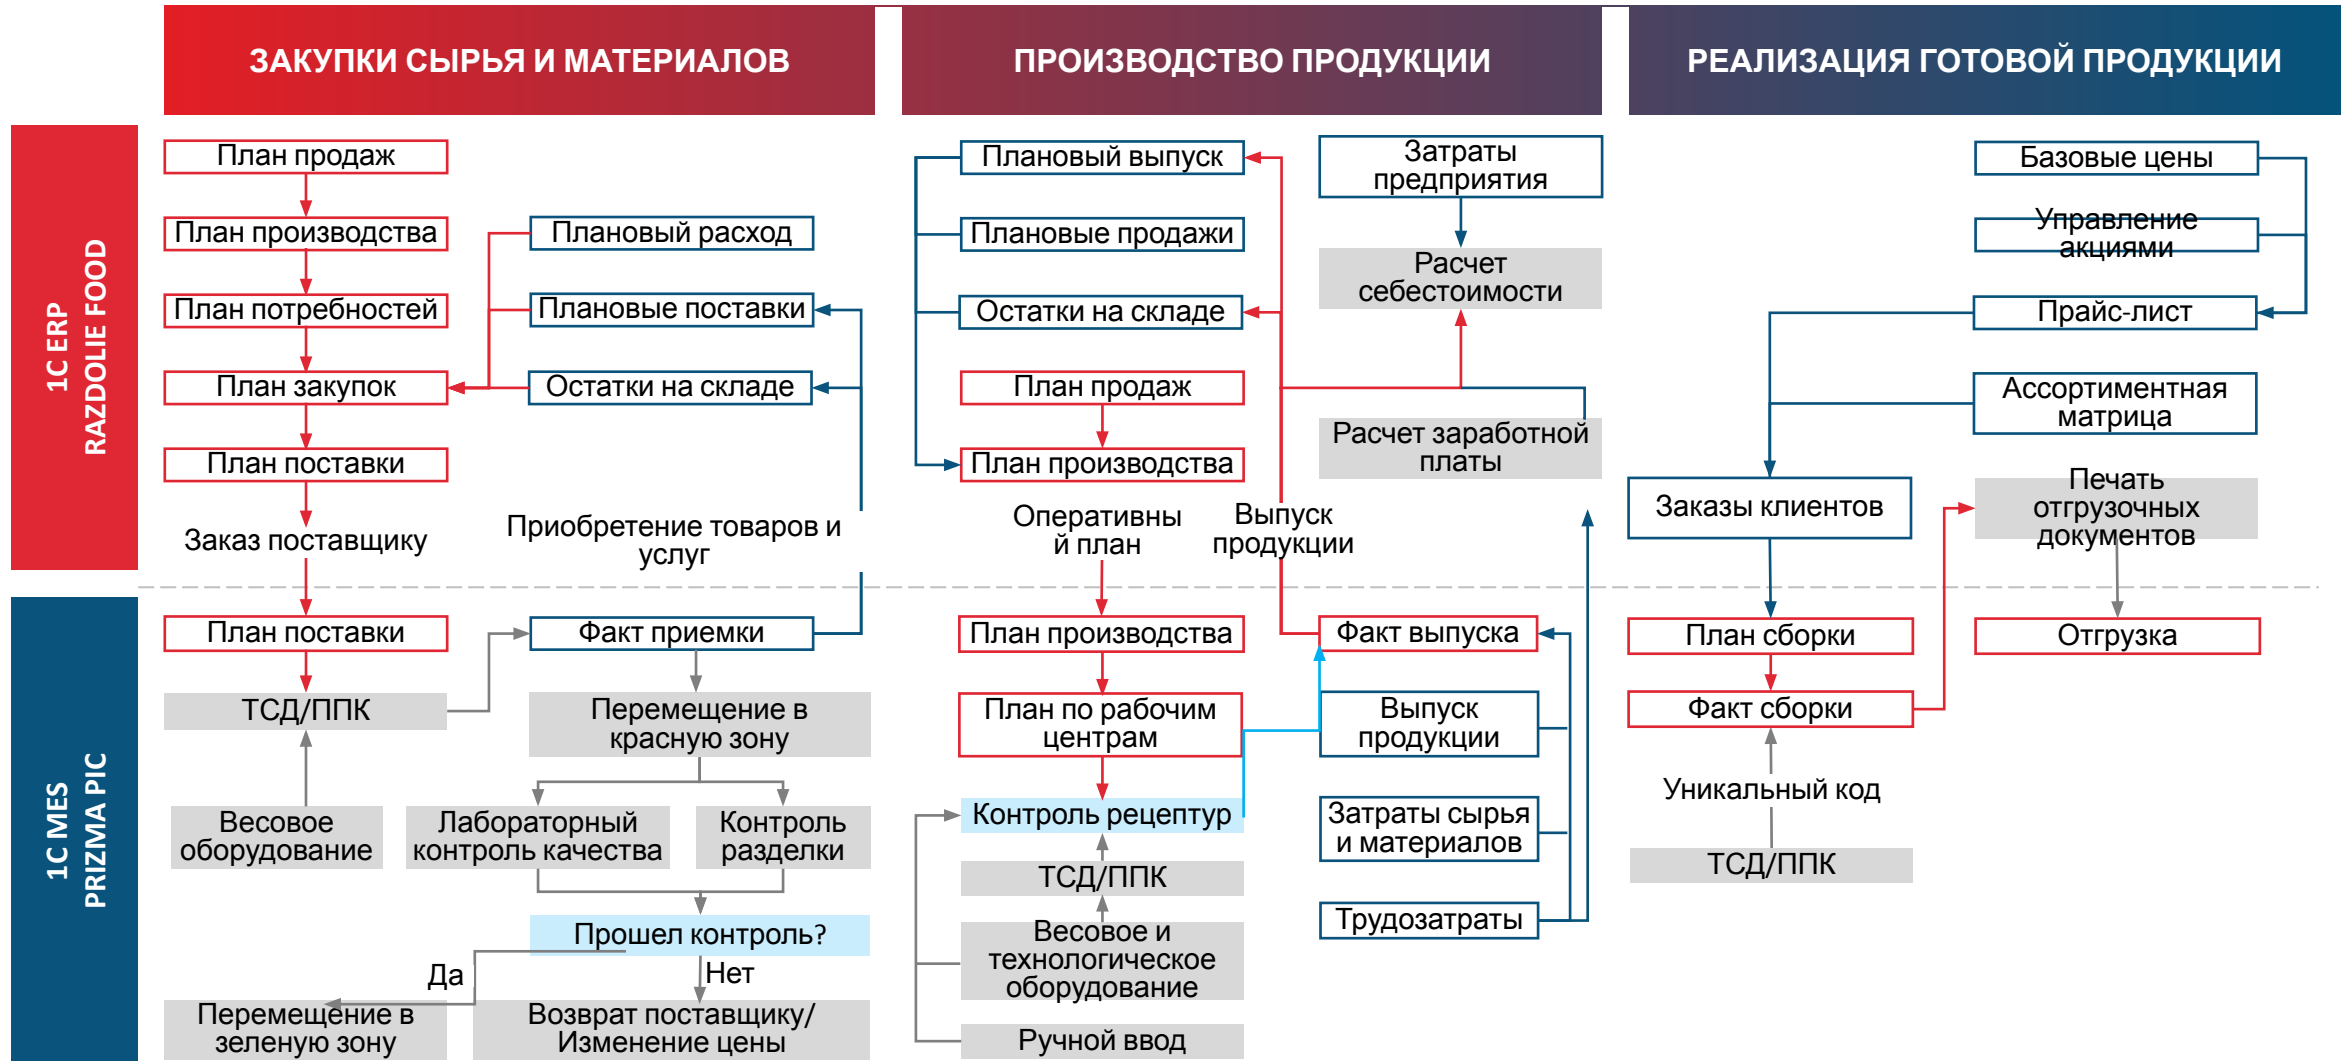 ЗАКУПКИ СЫРЬЯ И МАТЕРИАЛОВ
ПРОИЗВОДСТВО ПРОДУКЦИИ
РЕАЛИЗАЦИЯ ГОТОВОЙ ПРОДУКЦИИ
1С ERP
RAZDOLIE FOOD
План продаж
План производства
План потребностей
План закупок
План поставки
Заказ поставщику
Плановый расход
Плановые поставки
Остатки на складе
Приобретение товаров и
услуг
Плановый выпуск
Плановые продажи
Остатки на складе
План продаж
План производства
Оперативны
й план
Выпуск
продукции
Затраты
предприятия
Расчет
себестоимости
Расчет заработной
платы
Базовые цены
Управление
акциями
Прайс-лист
Ассортиментная
матрица
Заказы клиентов
Печать
отгрузочных
документов
1С MES
PRIZMA PIC
План поставки
ТСД/ППК
Весовое
оборудование
Факт приемки
Перемещение в
красную зону
Лабораторный
контроль качества
Контроль
разделки
Прошел контроль?
Да
Нет
Перемещение в
зеленую зону
Возврат поставщику/
Изменение цены
План производства
План по рабочим
центрам
Контроль рецептур
ТСД/ППК
Весовое и
технологическое
оборудование
Ручной ввод
Факт выпуска
Выпуск
продукции
Затраты сырья
и материалов
Трудозатраты
План сборки
Факт сборки
Уникальный код
ТСД/ППК
Отгрузка